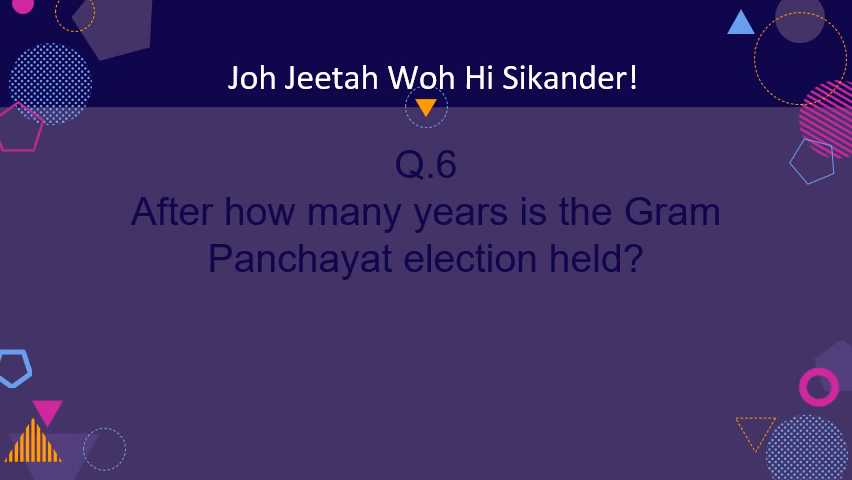 Joh Jeetah Woh Hi Sikander!
Q.6
After how many years is the Gram
Panchayat election held?